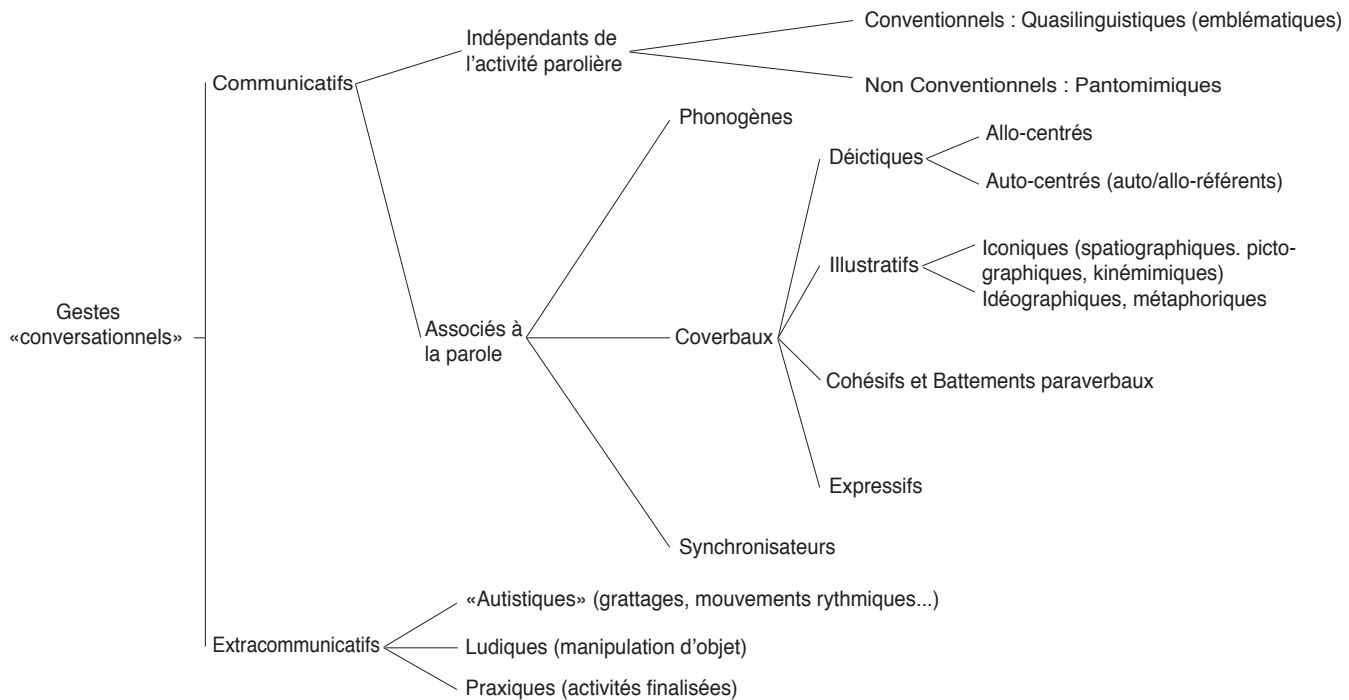 Conventionnels : Quasilinguistiques (emblématiques)
Indépendants de
l'activité parolière
Communicatifs
Non Conventionnels : Pantomimiques
Phonogènes
Allo-centrés
Déictiques
Auto-centrés (auto/allo-référents)
Iconiques (spatiographiques. picto-
graphiques, kinémimiques)
Illustratifs
Idéographiques, métaphoriques
Gestes
«conversationnels»
Associés à
la parole
Coverbaux
Cohésifs et Battements paraverbaux
Expressifs
Synchronisateurs
«Autistiques» (grattages, mouvements rythmiques...)
Extracommunicatifs
Ludiques (manipulation d'objet)
Praxiques (activités finalisées)